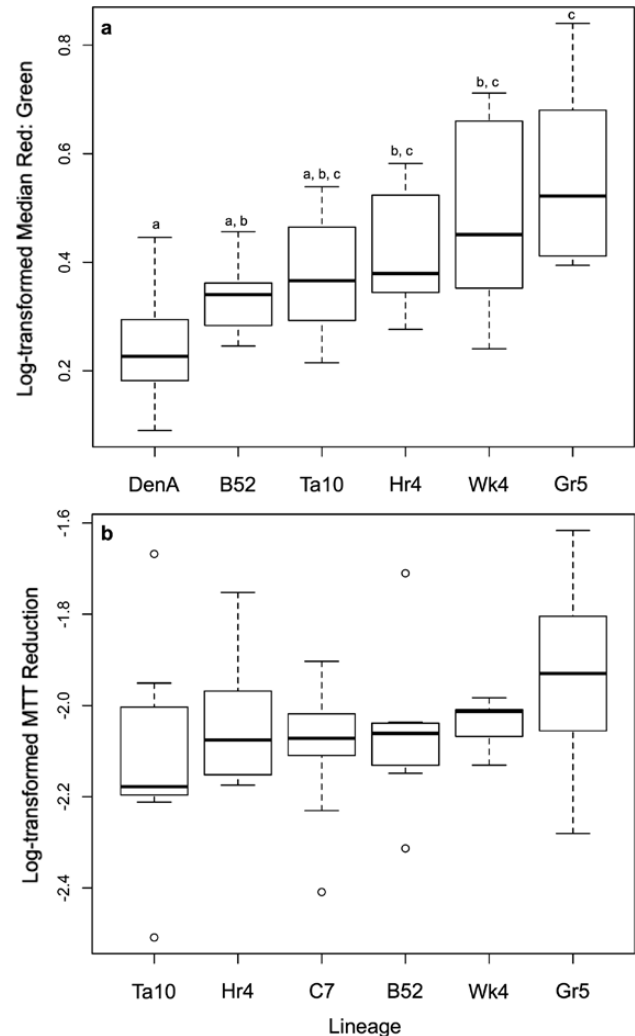 a
Log-transformed Median Red: Green
0.8
0.6
0.4
0.2
a
a, b
a, b, c
b, c
b, c
c
DenA B52 Ta10 Hr4 Wk4 Gr5
b
Log-transformed MTT Reduction
-1.6
-1.8
-2.0
-2.2
-2.4
Ta10 Hr4 C7 B52 Wk4 Gr5
Lineage